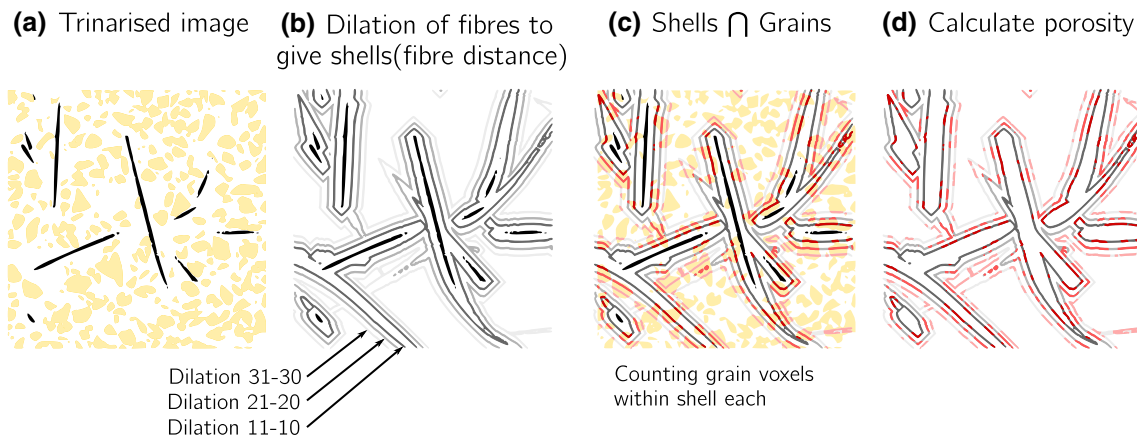 (a) Trinarised image
(b) Dilation of fibres to
give shells(fibre distance)
(c) Shells ⋂ Grains
(d) Calculate porosity
Dilation 31-30
Dilation 21-20
Dilation 11-10
Counting grain voxels
within shell each